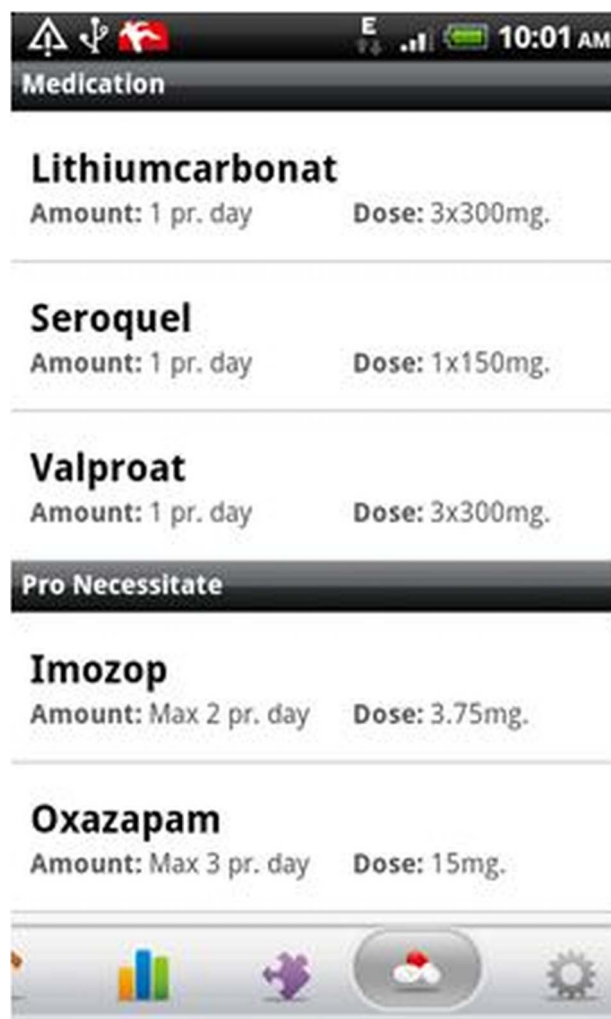 E
10:01 AM
Medication
Lithiumcarbonat
Amount: 1 pr. day Dose: 3x300mg.
Seroquel
Amount: 1 pr. day Dose: 1x150mg.
Valproat
Amount: 1 pr. day Dose: 3x300mg.
Pro Necessitate
Imozop
Amount: Max 2 pr. day Dose: 3.75mg.
Oxazapam
Amount: Max 3 pr. day Dose: 15mg.